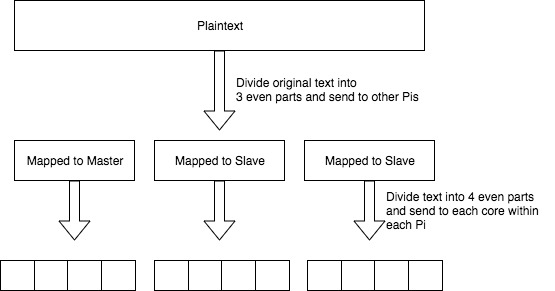 Plaintext
Divide original text into
3 even parts and send to other Pis
Mapped to Master
Mapped to Slave
Mapped to Slave
Divide text into 4 even parts
and send to each core within
each Pi